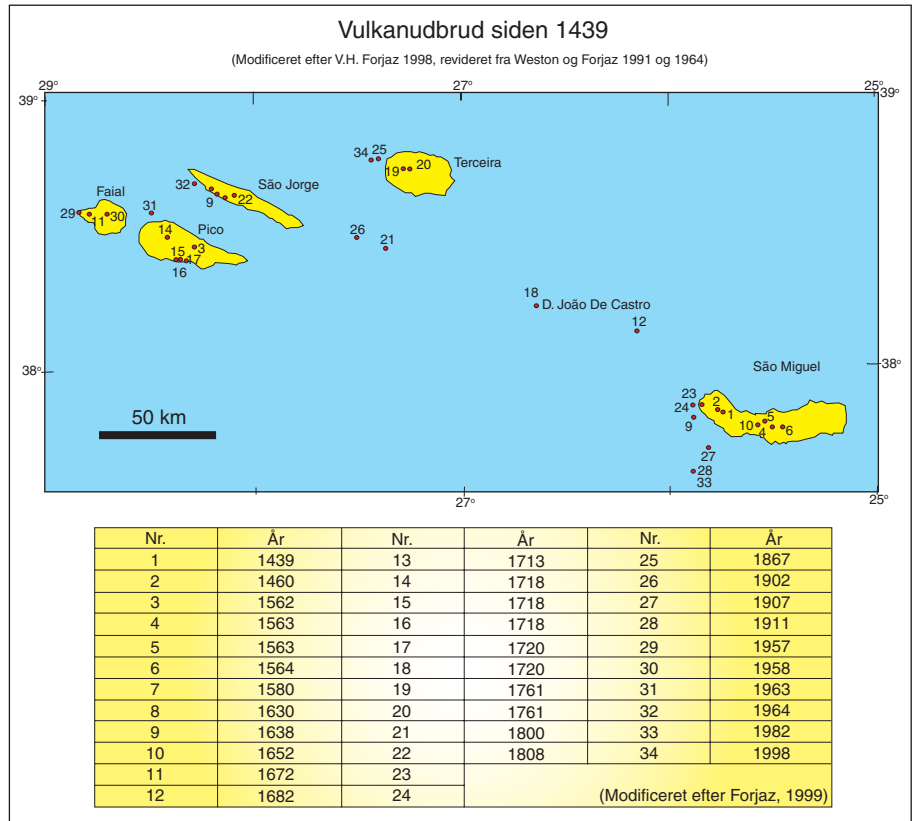 Vulkanudbrud siden 1439
(Modificeret efter V.H. Forjaz 1998, revideret fra Weston og Forjaz 1991 og 1964)
29° 27° 25°
39° 39°
34 25
19 20 Terceira
32 9 22 São Jorge
Faial
29 11 30
31
14 Pico
3
15 17
16
26 21
18 D. João De Castro
12
38° 38°
São Miguel
23 2 1
24
9
10 5
4 6
27
28
33
50 km
27° 25°
Nr. År Nr. År Nr. År
1 1439 13 1713 25 1867
2 1460 14 1718 26 1902
3 1562 15 1718 27 1907
4 1563 16 1718 28 1911
5 1563 17 1720 29 1957
6 1564 18 1720 30 1958
7 1580 19 1761 31 1963
8 1630 20 1761 32 1964
9 1638 21 1800 33 1982
10 1652 22 1808 34 1998
11 1672 23
12 1682 24 (Modificeret efter Forjaz, 1999)